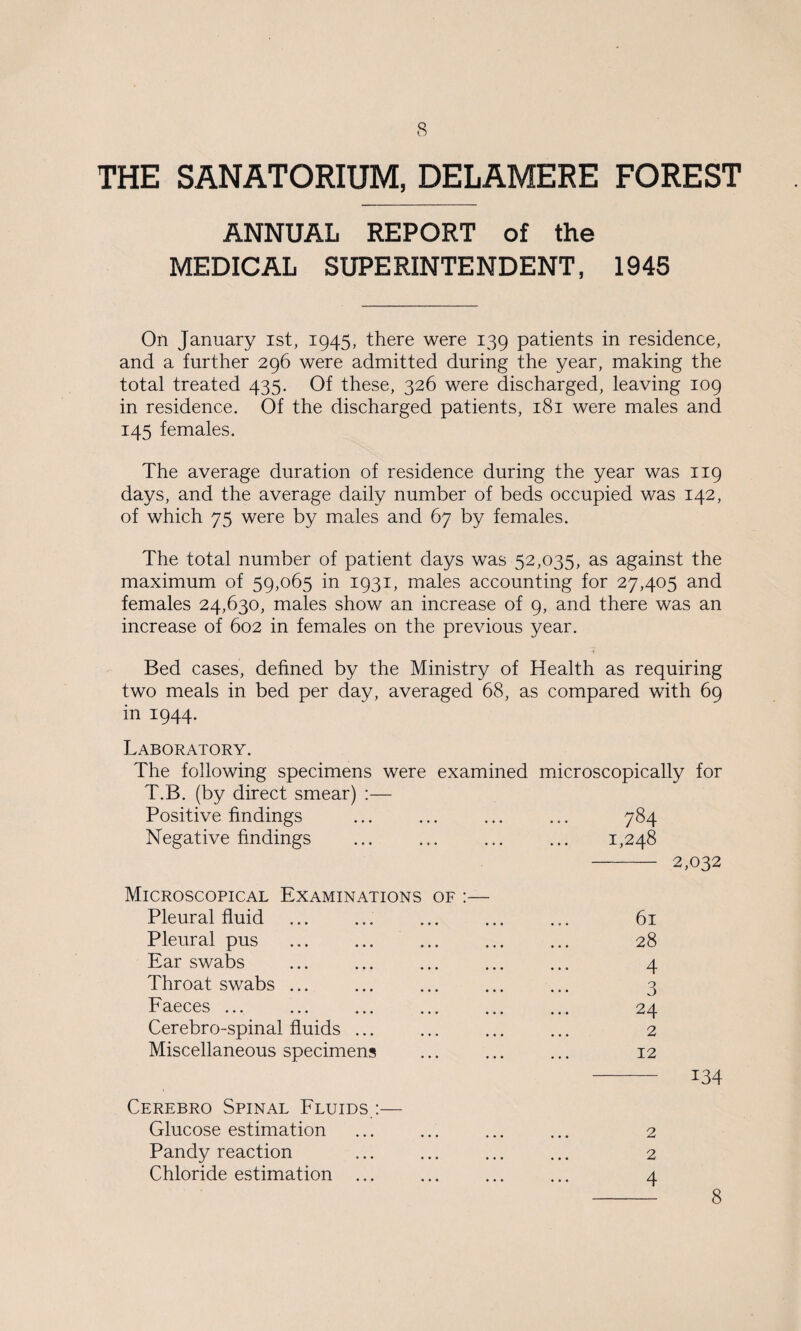 8
THE SANATORIUM, DELAMERE FOREST
ANNUAL REPORT of the
MEDICAL SUPERINTENDENT, 1945
On January 1st, 1945, there were 139 patients in residence,
and a further 296 were admitted during the year, making the
total treated 435. Of these, 326 were discharged, leaving 109
in residence. Of the discharged patients, 181 were males and
145 females.
The average duration of residence during the year was 119
days, and the average daily number of beds occupied was 142,
of which 75 were by males and 67 by females.
The total number of patient days was 52,035, as against the
maximum of 59,065 in 1931, males accounting for 27,405 and
females 24,630, males show an increase of 9, and there was an
increase of 602 in females on the previous year.
Bed cases, defined by the Ministry of Health as requiring
two meals in bed per day, averaged 68, as compared with 69
in 1944.
LABORATORY.
The following specimens were examined microscopically for
T.B. (by direct smear) :—
Positive findings ... ... ... ... 784
Negative findings ... ... ... ... 1,248
2,032
MICROSCOPICAL EXAMINATIONS OF :—
Pleural fluid ... ... ... ... ... 61
Pleural pus ... ... ... ... ... 28
Ear swabs ... ... ... ... ... 4
Throat swabs ... ... ... ... ... 3
Faeces ... ... ... ... ... ... 24
Cerebro-spinal fluids ... ... ... ... 2
Miscellaneous specimens ... ... ... 12
134
CEREBRO SPINAL FLUIDS :—
Glucose estimation ... ... ... ... 2
Pandy reaction ... ... ... ... 2
Chloride estimation ... ... ... ... 4
8